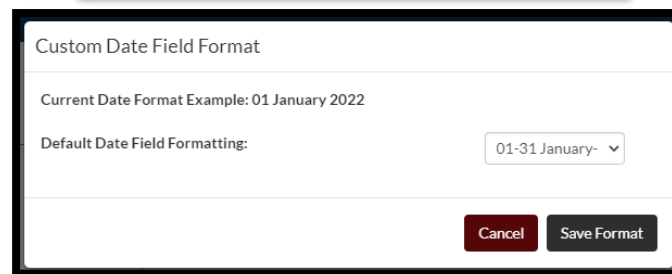 Custom Date Field Format
Current Date Format Example: 01 January 2022
Default Date Field Formatting:
01-31 January-
Cancel
Save Format